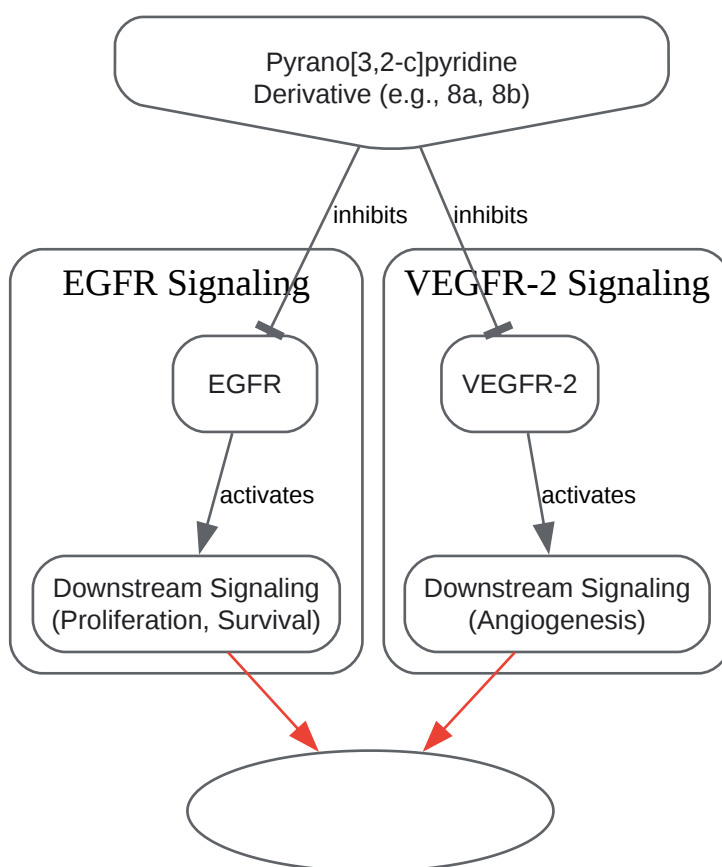 Pyrano[3,2-c]pyridine
Derivative (e.g., 8a, 8b)
inhibits
inhibits
EGFR Signaling
VEGFR-2 Signaling
EGFR
VEGFR-2
activates
activates
Downstream Signaling
(Proliferation, Survival)
Downstream Signaling
(Angiogenesis)